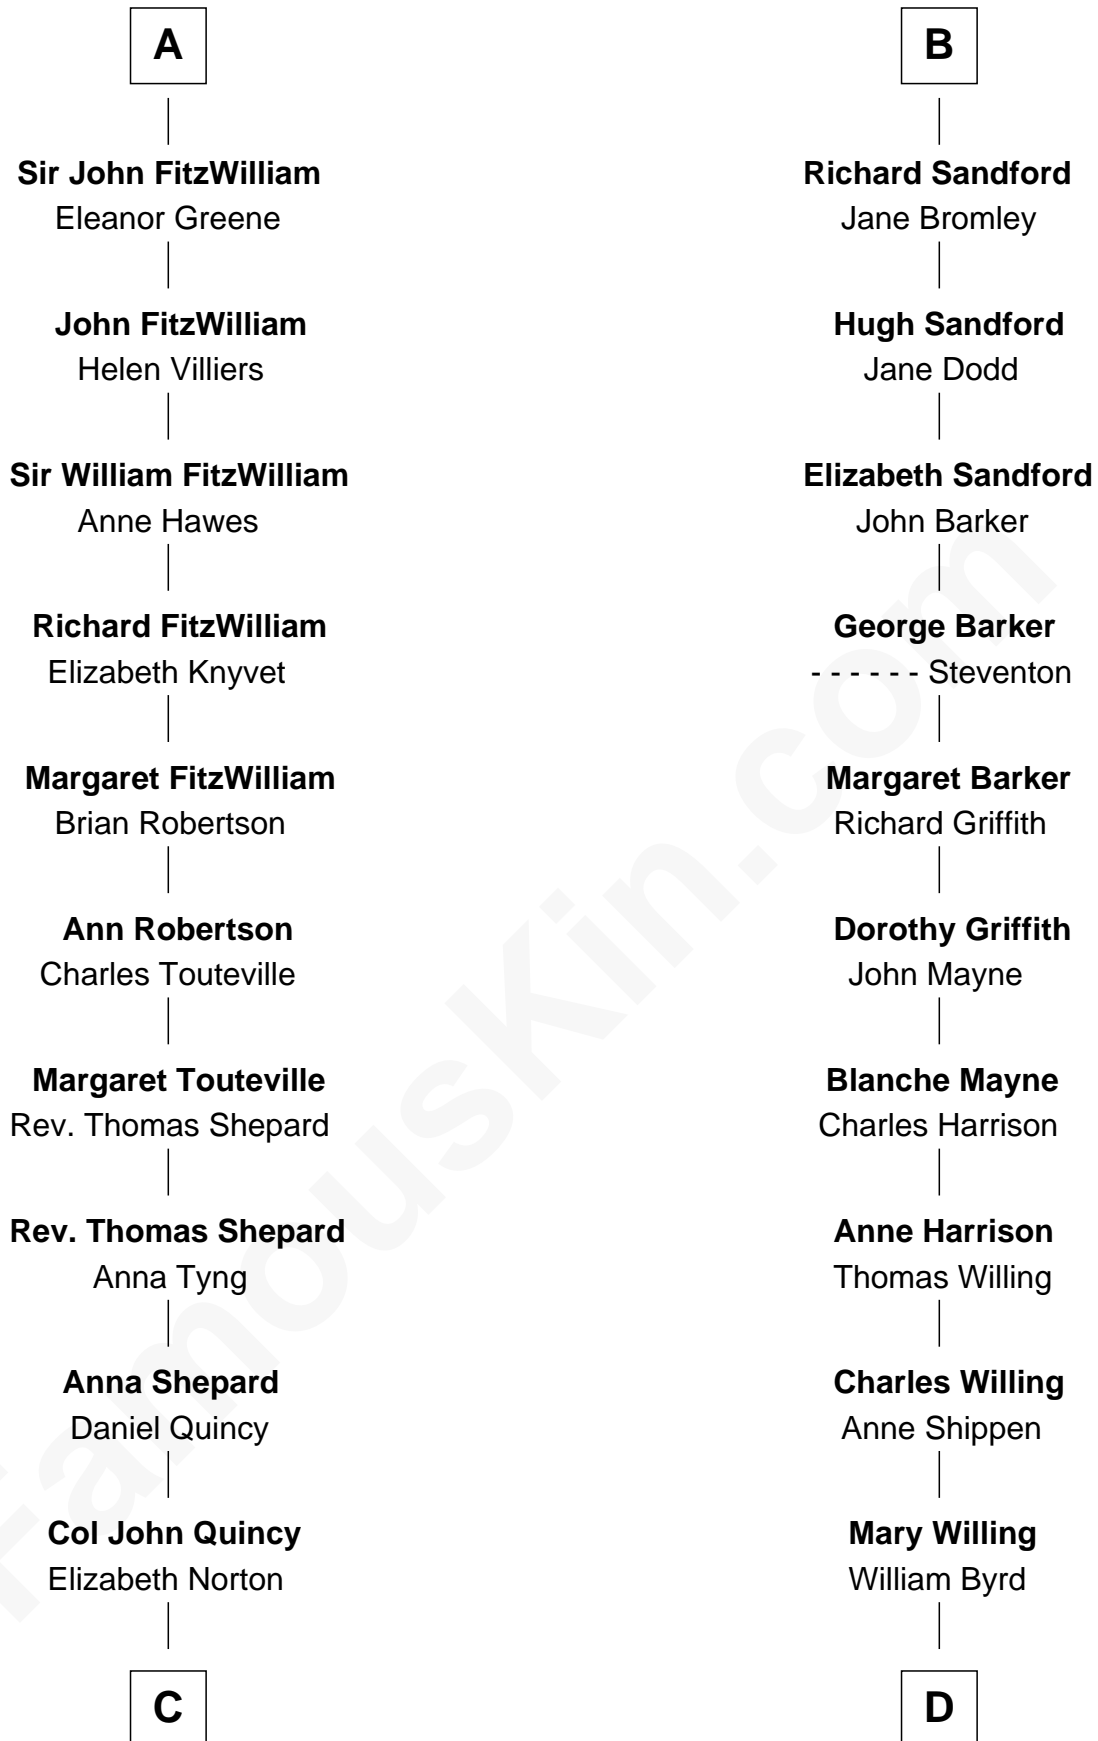 A
Sir John FitzWilliam
Eleanor Greene
John FitzWilliam
Helen Villiers
Sir William FitzWilliam
Anne Hawes
Richard FitzWilliam
Elizabeth Knyvet
Margaret FitzWilliam
Brian Robertson
Ann Robertson
Charles Touteville
Margaret Touteville
Rev. Thomas Shepard
Rev. Thomas Shepard
Anna Tyng
Anna Shepard
Daniel Quincy
Col John Quincy
Elizabeth Norton
C
B
Richard Sandford
Jane Bromley
Hugh Sandford
Jane Dodd
Elizabeth Sandford
John Barker
George Barker
- - - - - - Steventon
Margaret Barker
Richard Griffith
Dorothy Griffith
John Mayne
Blanche Mayne
Charles Harrison
Anne Harrison
Thomas Willing
Charles Willing
Anne Shippen
Mary Willing
William Byrd
D
FamousKin.com